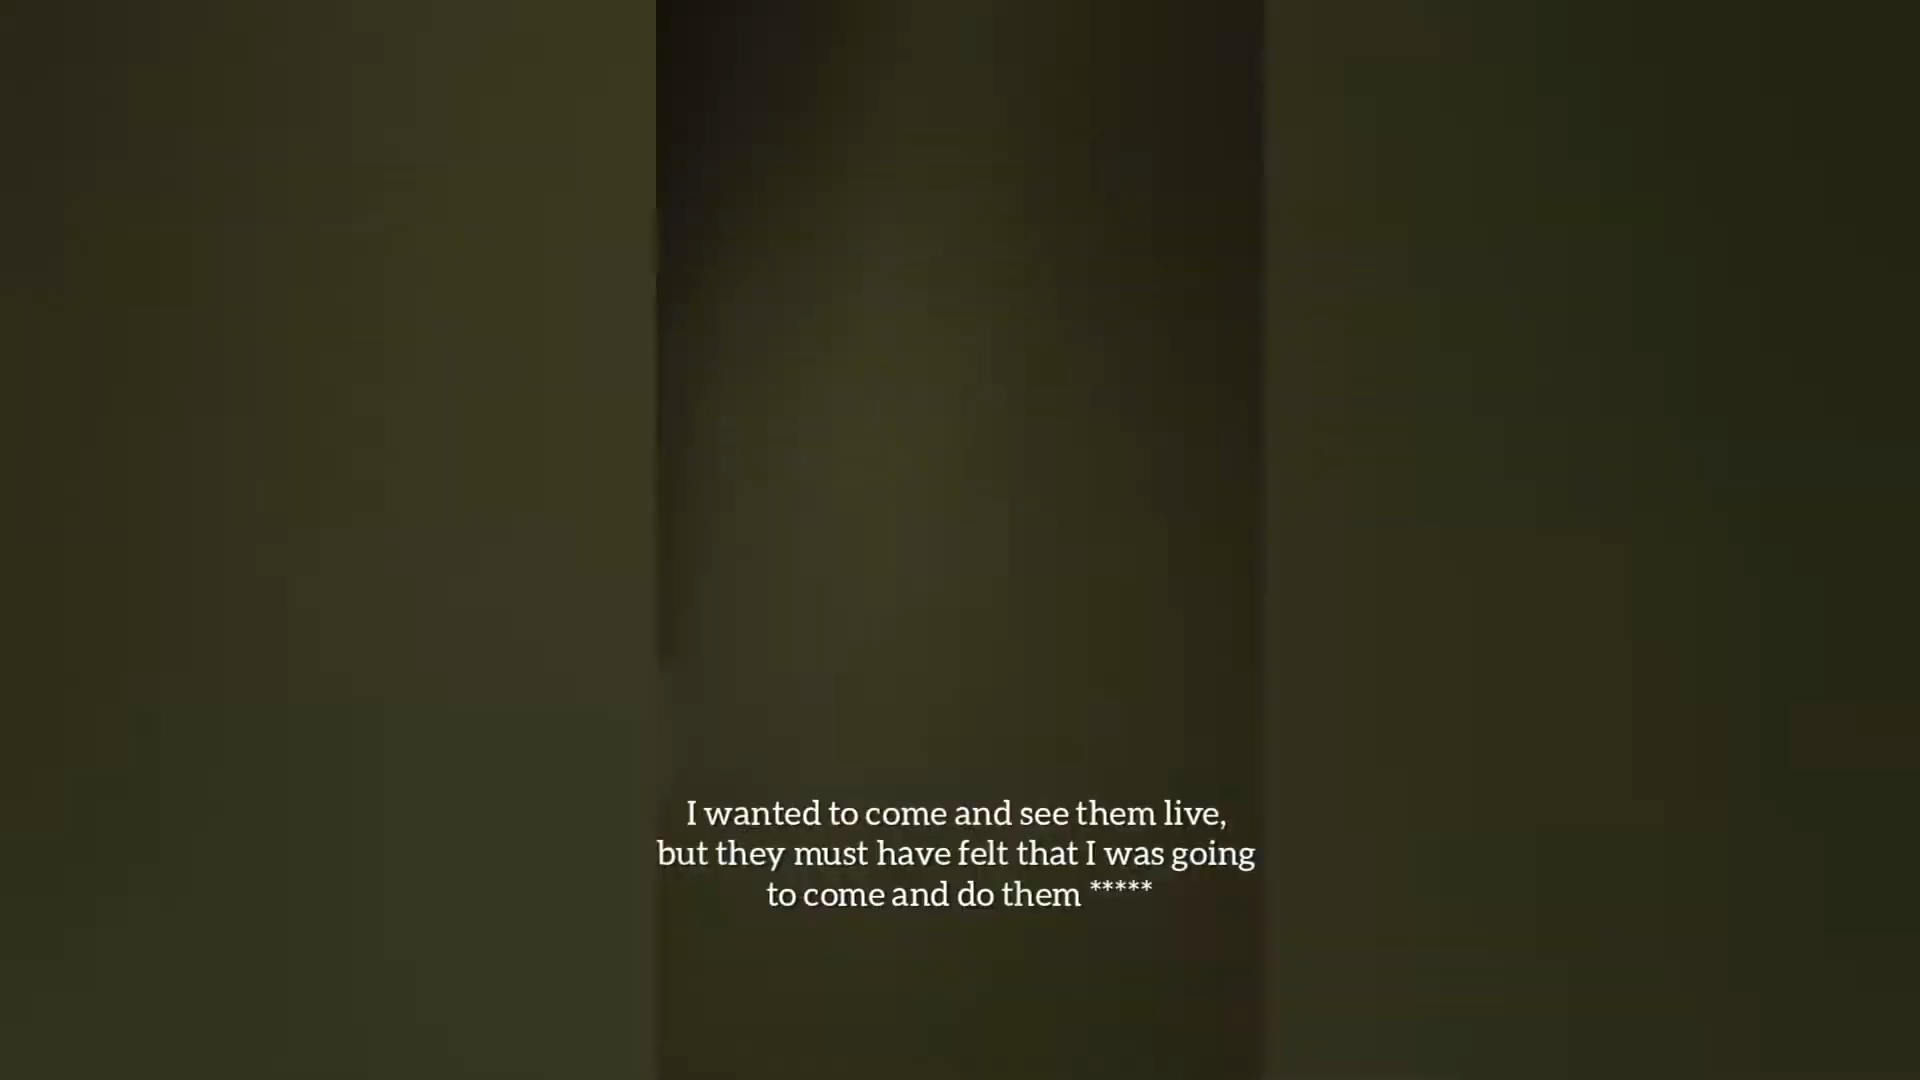 I wanted to come and see them live,
but they must have felt that I was going
to come and do them *****